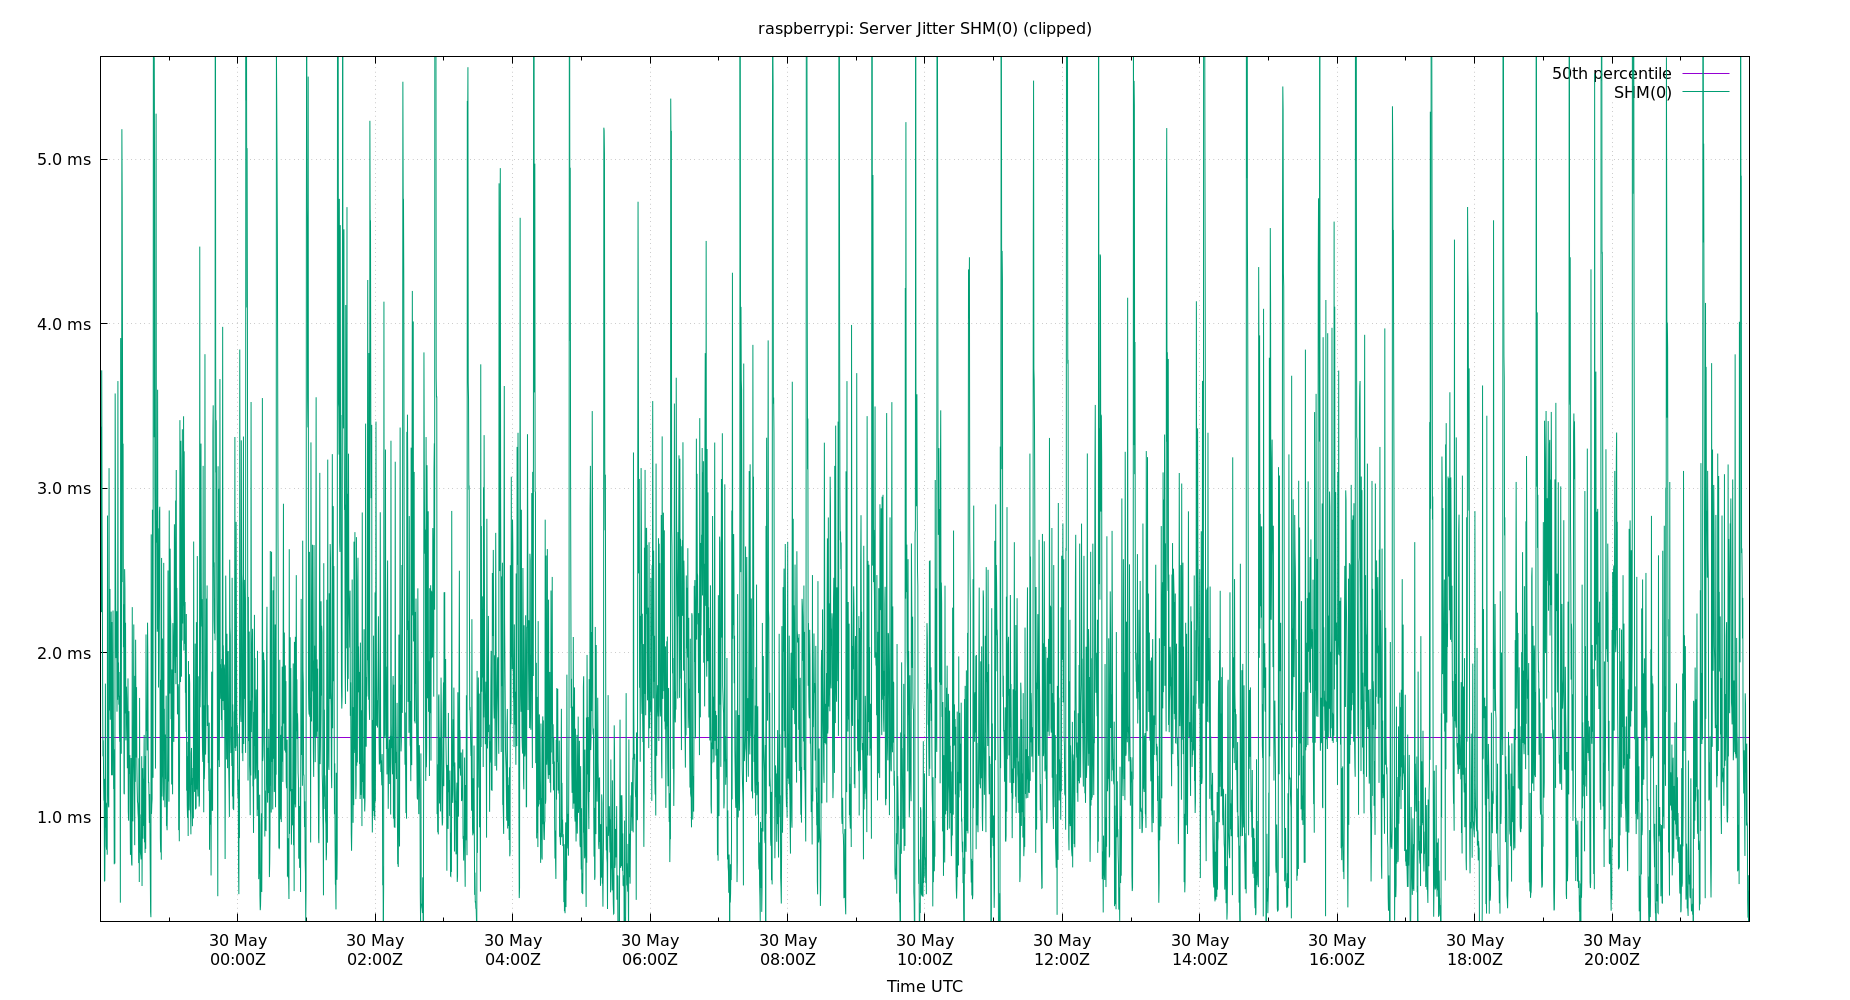 raspberrypi: Server Jitter SHM(0) (clipped)
50th percentile
SHM(0)
5.0 ms
4.0 ms
3.0 ms
2.0 ms
1.0 ms
30 May 30 May 30 May 30 May 30 May 30 May 30 May 30 May 30 May 30 May 30 May
00:00Z 02:00Z 04:00Z 06:00Z 08:00Z 10:00Z 12:00Z 14:00Z 16:00Z 18:00Z 20:00Z
Time UTC